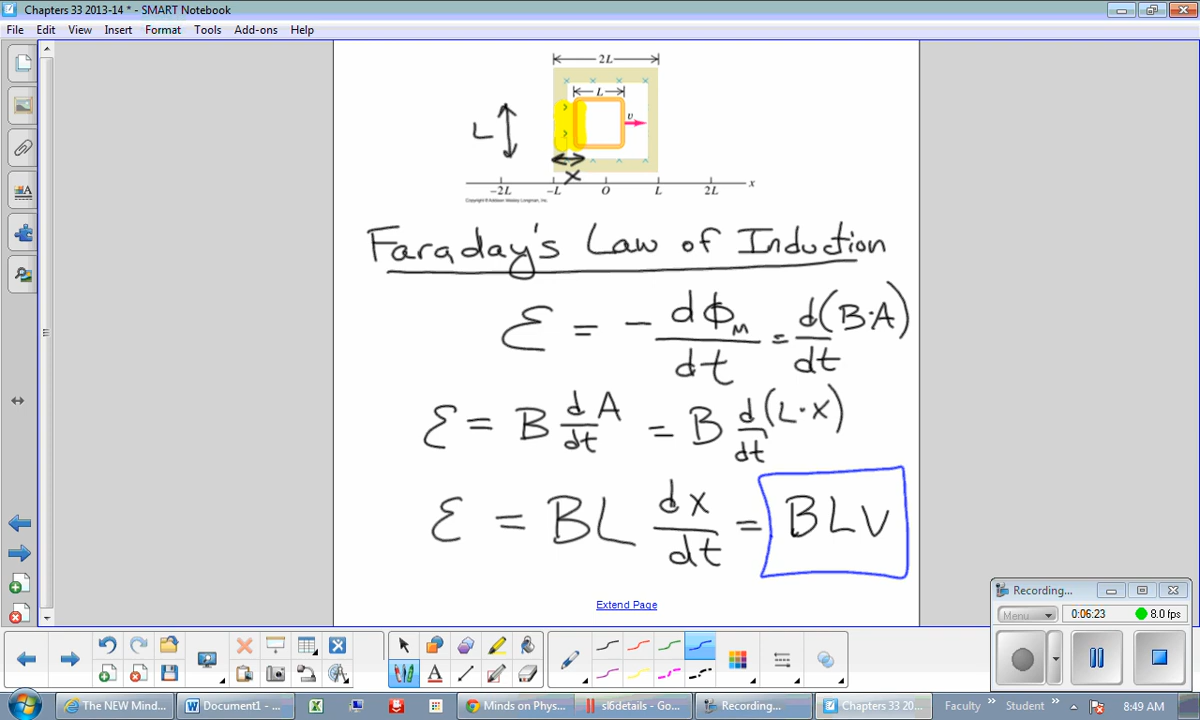 Chapters 33 2013-14 * - SMART Notebook
File Edit View Insert Format Tools Add-ons Help
2L
L
v
L
x
-2L -L O L 2L x
Faraday's Law of Induction
ℰ = - dΦM/dt = d(B·A)/dt
ℰ = B d/dt A = B d/dt (L·x)
ℰ = BL dx/dt = BLv
Extend Page
Recording...
Menu 0:06:23 8.0 fps
A
The NEW Mind... Document1 - ... Minds on Phys... sl6details - Go... Recording... Chapters 33 20... Faculty » Student » 8:49 AM